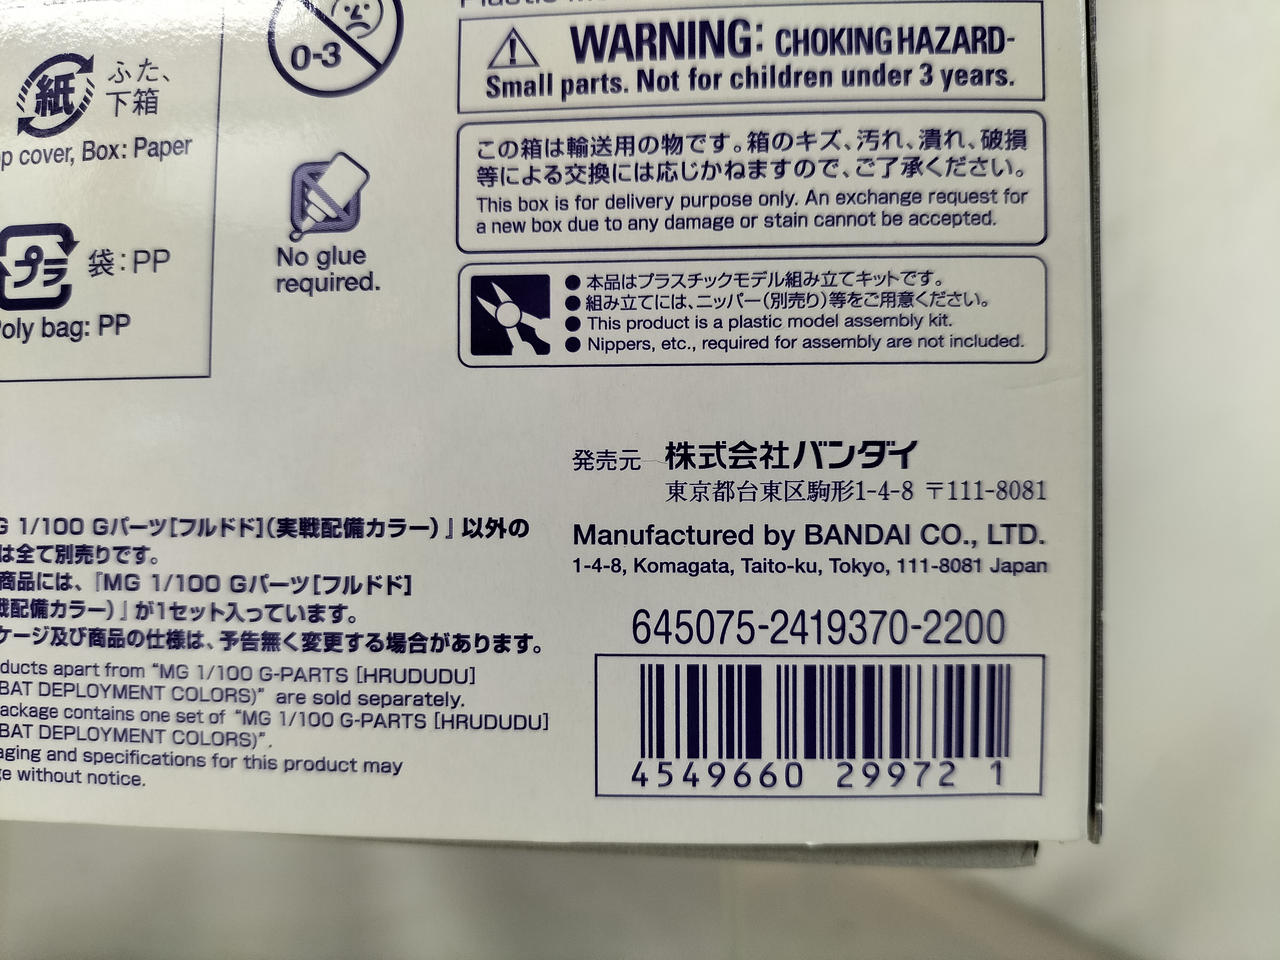 0-3
WARNING: CHOKING HAZARD-
Small parts. Not for children under 3 years.
紙
ふた、
下箱
cover, Box: Paper
プラ
袋:PP
bag: PP
No glue
required.
この箱は輸送用の物です。箱のキズ、汚れ、潰れ、破損
等による交換には応じかねますので、ご了承ください。
This box is for delivery purpose only. An exchange request for
a new box due to any damage or stain cannot be accepted.
●本品はプラスチックモデル組み立てキットです。
●組み立てには、ニッパー(別売り)等をご用意ください。
●This product is a plastic model assembly kit.
●Nippers, etc., required for assembly are not included.
発売元 株式会社バンダイ
東京都台東区駒形1-4-8 〒111-8081
Manufactured by BANDAI CO., LTD.
1-4-8, Komagata, Taito-ku, Tokyo, 111-8081 Japan
645075-2419370-2200
4549660 29972 1
G 1/100 Gパーツ[フルドド](実戦配備カラー)』以外の
は全て別売りです。
商品には、『MG 1/100 Gパーツ[フルドド]
戦配備カラー)』が1セット入っています。
ケージ及び商品の仕様は、予告無く変更する場合があります。
ducts apart from “MG 1/100 G-PARTS [HRUDUDU]
BAT DEPLOYMENT COLORS)” are sold separately.
ackage contains one set of “MG 1/100 G-PARTS [HRUDUDU]
BAT DEPLOYMENT COLORS)”.
aging and specifications for this product may
e without notice.